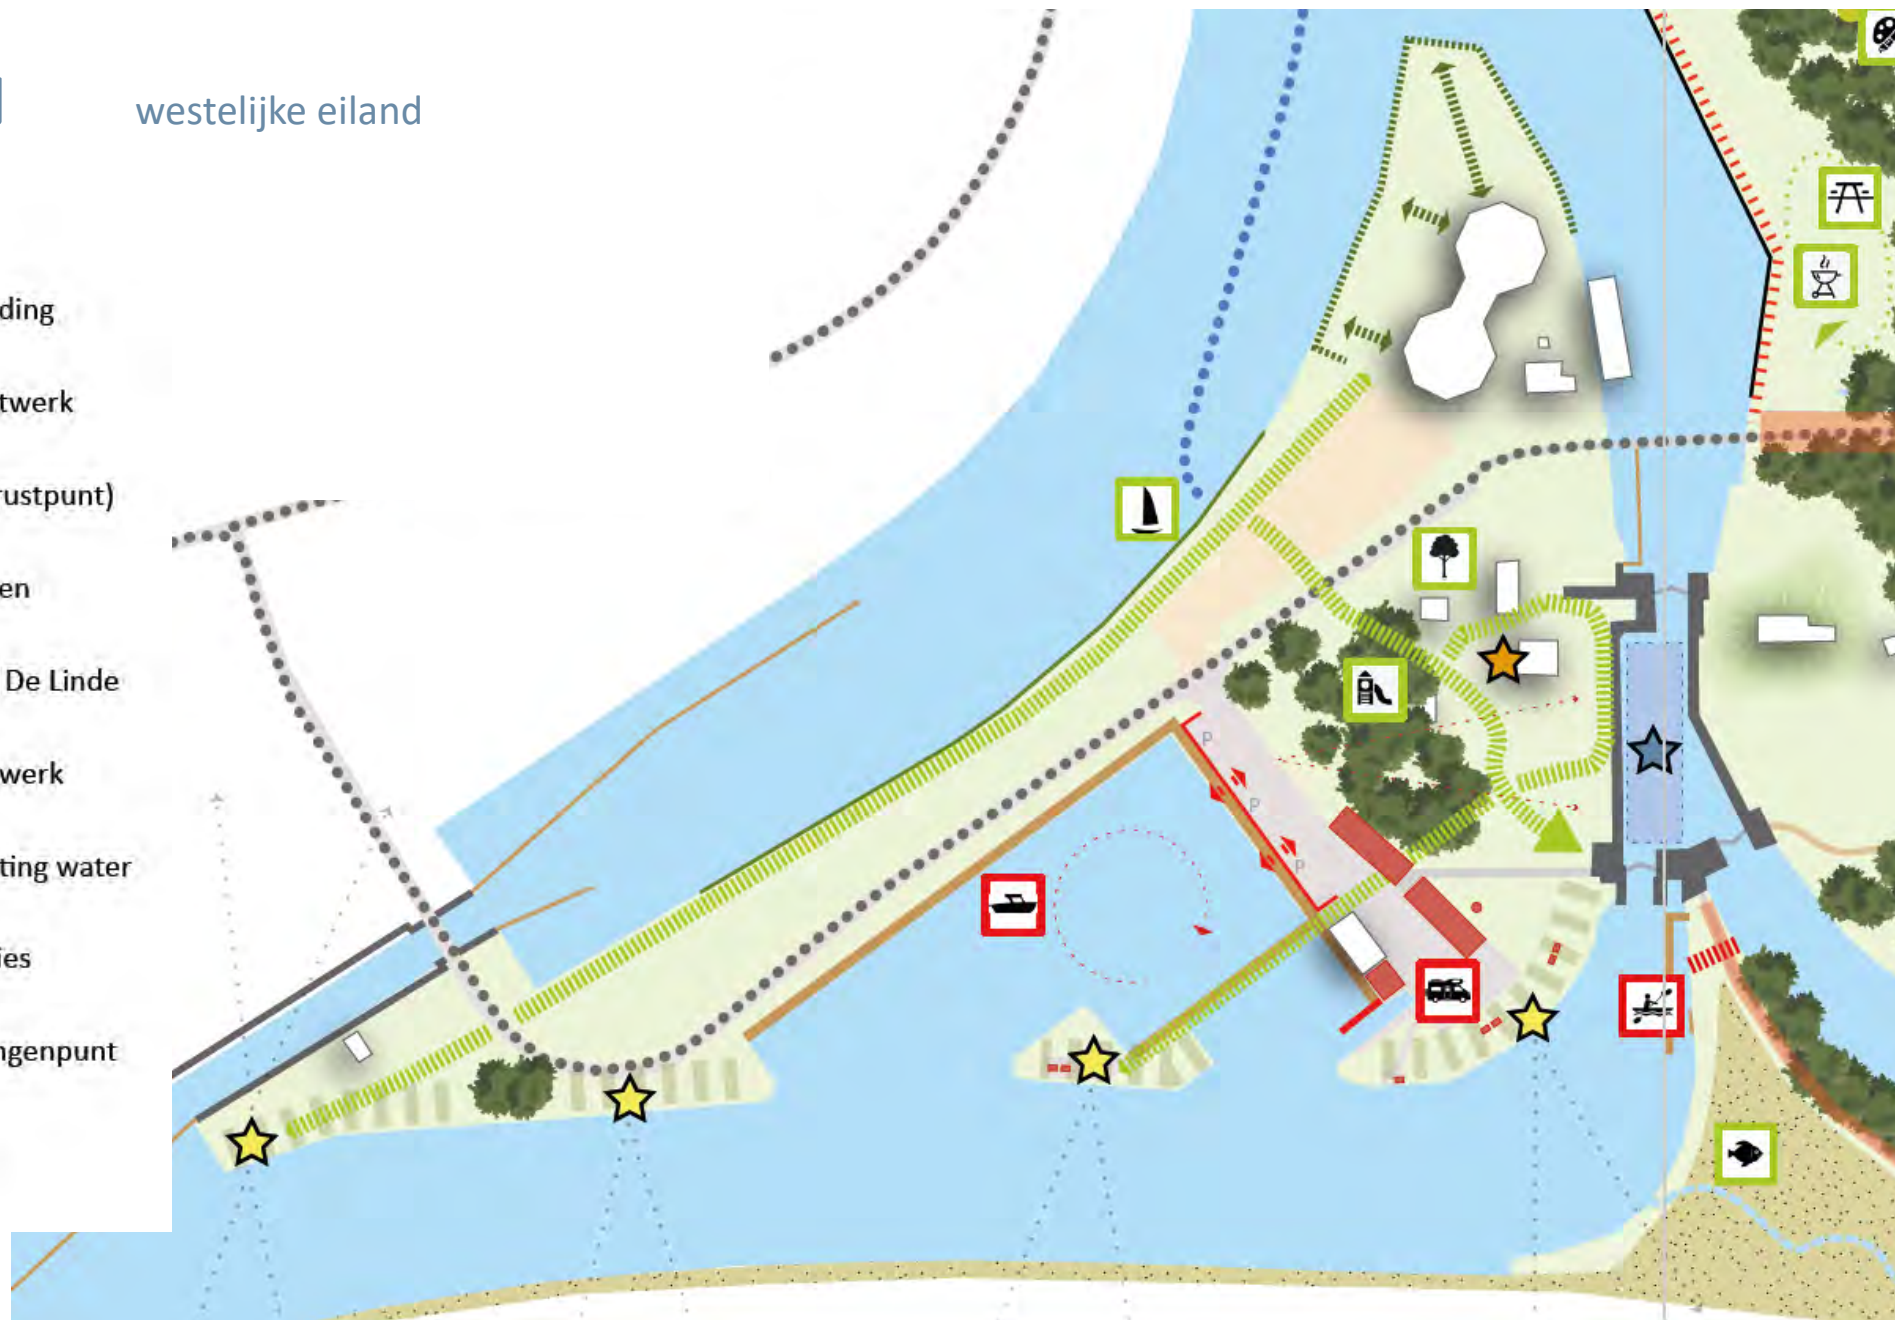 westelijke eiland
ding
twerk
rustpunt)
en
De Linde
werk
ting water
ies
ngenpunt
P
P
P